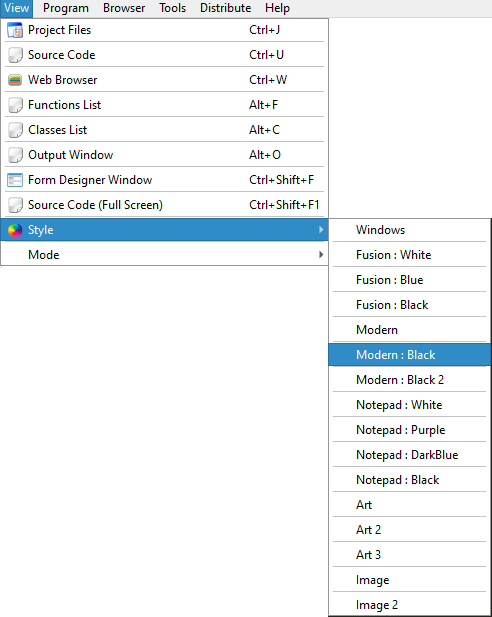 View Program Browser Tools Distribute Help
Project Files Ctrl+J
Source Code Ctrl+U
Web Browser Ctrl+W
Functions List Alt+F
Classes List Alt+C
Output Window Alt+O
Form Designer Window Ctrl+Shift+F
Source Code (Full Screen) Ctrl+Shift+F1
Style
Mode
Windows
Fusion : White
Fusion : Blue
Fusion : Black
Modern
Modern : Black
Modern : Black 2
Notepad : White
Notepad : Purple
Notepad : DarkBlue
Notepad : Black
Art
Art 2
Art 3
Image
Image 2